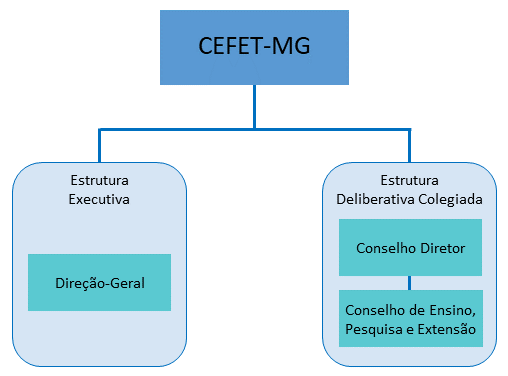 CEFET-MG
Estrutura
Executiva
Direção-Geral
Estrutura
Deliberativa Colegiada
Conselho Diretor
Conselho de Ensino,
Pesquisa e Extensão